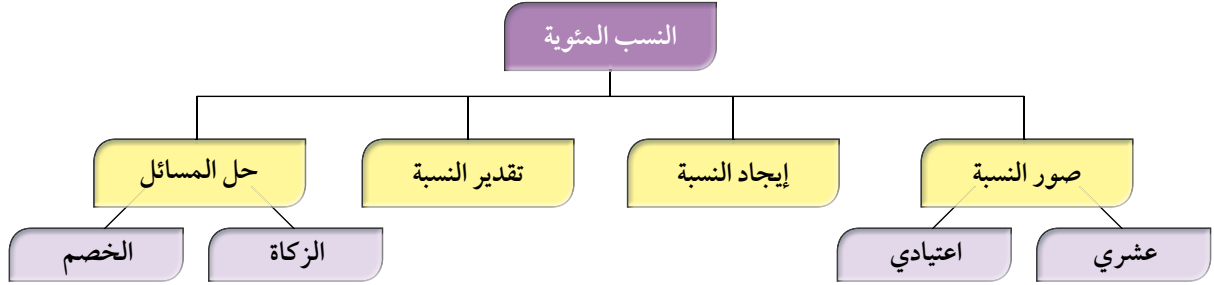 النسب المئوية
صور النسبة
إيجاد النسبة
تقدير النسبة
حل المسائل
عشري
اعتيادي
الزكاة
الخصم